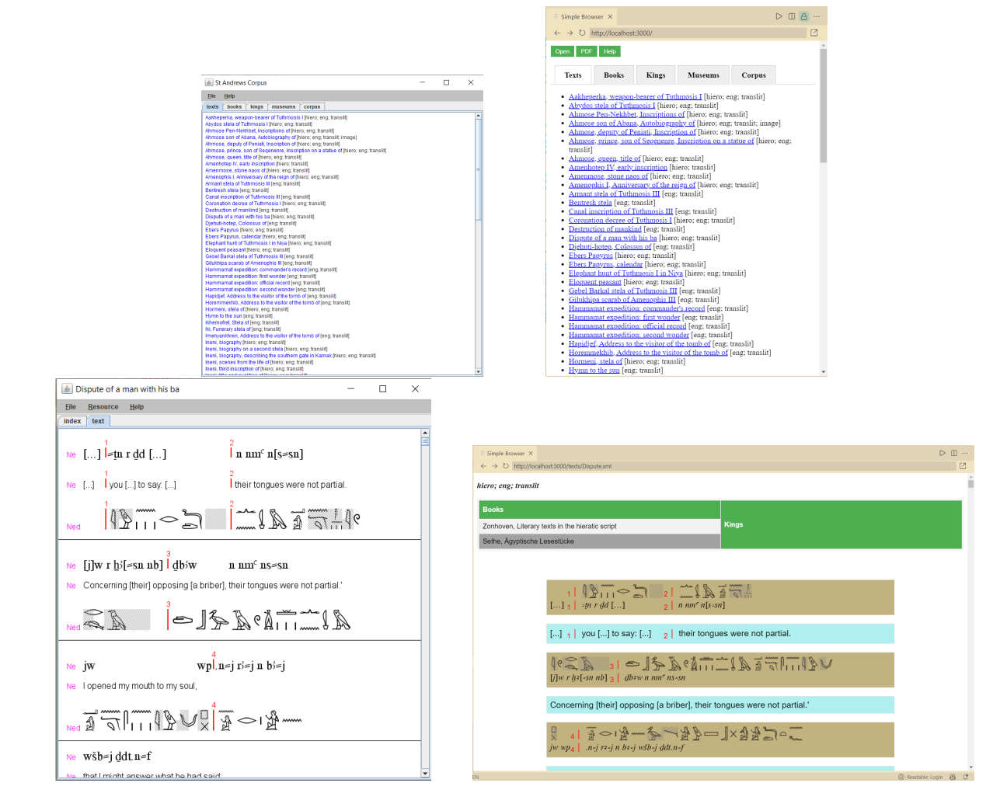 St Andrews Corpus
File Help
texts books kings museums corpus
Aakheperka, weapon-bearer of Tuthmosis I [hiero; eng; translit]
Abydos stela of Tuthmosis I [hiero; eng; translit]
Ahmose Pen-Nekhbet, Inscriptions of [hiero; eng; translit]
Ahmose son of Abana, Autobiography of [hiero; eng; translit; image]
Ahmose, deputy of Peniati, Inscription of [hiero; eng; translit]
Ahmose, prince, son of Seqenenre, Inscription on a statue of [hiero; eng; translit]
Ahmose, queen, title of [hiero; eng; translit]
Amenhotep IV, early inscription [hiero; translit]
Amenmose, stone naos of [hiero; eng; translit]
Amenophis I, Anniversary of the reign of [hiero; eng; translit]
Armant stela of Tuthmosis III [eng; translit]
Bentresh stela [eng; translit]
Canal inscription of Tuthmosis III [eng; translit]
Coronation decree of Tuthmosis I [hiero; eng; translit]
Destruction of mankind [eng; translit]
Dispute of a man with his ba [hiero; eng; translit]
Djehuti-hotep, Colossus of [eng; translit]
Ebers Papyrus [hiero; eng; translit]
Ebers Papyrus, calendar [hiero; eng; translit]
Elephant hunt of Tuthmosis I in Niya [hiero; eng; translit]
Eloquent peasant [hiero; eng; translit]
Gebel Barkal stela of Tuthmosis III [eng; translit]
Gilukhipa scarab of Amenophis III [eng; translit]
Hammamat expedition: commander's record [eng; translit]
Hammamat expedition: first wonder [eng; translit]
Hammamat expedition: official record [eng; translit]
Hammamat expedition: second wonder [eng; translit]
Hapidjef, Address to the visitor of the tomb of [hiero; eng; translit]
Horemmekhib, Address to the visitor of the tomb of [hiero; eng; translit]
Hormeni, stela of [hiero; eng; translit]
Hymn to the sun [eng; translit]
Ikhernofret, Stela of [eng; translit]
Iki, Funerary stela of [eng; translit]
Imenyankhren, Address to the visitor of the tomb of [eng; translit]
Ineni, biography [hiero; eng; translit]
Ineni, biography on a second stela [hiero; eng; translit]
Ineni, biography, describing the southern gate in Karnak [hiero; eng; translit]
Ineni, scenes from the life of [hiero; eng; translit]
Ineni, third inscription of [hiero; eng; translit]
Simple Browser
http://localhost:3000/
Open PDF Help
Texts Books Kings Museums Corpus
Aakheperka, weapon-bearer of Tuthmosis I [hiero; eng; translit]
Abydos stela of Tuthmosis I [hiero; eng; translit]
Ahmose Pen-Nekhbet, Inscriptions of [hiero; eng; translit]
Ahmose son of Abana, Autobiography of [hiero; eng; translit; image]
Ahmose, deputy of Peniati, Inscription of [hiero; eng; translit]
Ahmose, prince, son of Seqenenre, Inscription on a statue of [hiero; eng;
translit]
Ahmose, queen, title of [hiero; eng; translit]
Amenhotep IV, early inscription [hiero; translit]
Amenmose, stone naos of [hiero; eng; translit]
Amenophis I, Anniversary of the reign of [hiero; eng; translit]
Armant stela of Tuthmosis III [eng; translit]
Bentresh stela [eng; translit]
Canal inscription of Tuthmosis III [eng; translit]
Coronation decree of Tuthmosis I [hiero; eng; translit]
Destruction of mankind [eng; translit]
Dispute of a man with his ba [hiero; eng; translit]
Djehuti-hotep, Colossus of [eng; translit]
Ebers Papyrus [hiero; eng; translit]
Ebers Papyrus, calendar [hiero; eng; translit]
Elephant hunt of Tuthmosis I in Niya [hiero; eng; translit]
Eloquent peasant [hiero; eng; translit]
Gebel Barkal stela of Tuthmosis III [eng; translit]
Gilukhipa scarab of Amenophis III [eng; translit]
Hammamat expedition: commander's record [eng; translit]
Hammamat expedition: first wonder [eng; translit]
Hammamat expedition: official record [eng; translit]
Hammamat expedition: second wonder [eng; translit]
Hapidjef, Address to the visitor of the tomb of [hiero; eng; translit]
Horemmekhib, Address to the visitor of the tomb of [hiero; eng; translit]
Hormeni, stela of [hiero; eng; translit]
Hymn to the sun [eng; translit]
Dispute of a man with his ba
File Resource Help
index text
1 2
Ne […] =ṯn r ḏd […] n nmꜥ n[s=sn]
1 2
Ne [...] you [...] to say: [...] their tongues were not partial.
1 2
Ned
3
Ne [j]w r ẖꜣ[=sn nb] ḏbꜣw n nmꜥ ns=sn
Ne Concerning [their] opposing [a briber], their tongues were not partial.'
3
Ned
4
Ne jw wp.n=j rꜣ=j n bꜣ=j
Ne I opened my mouth to my soul,
4
Ned
Ne wšb=j ḏdt.n=f
Ne that I might answer what he had said:
Simple Browser
http://localhost:3000/texts/Dispute.xml
hiero; eng; translit
Books
Kings
Zonhoven, Literary texts in the hieratic script
Sethe, Ägyptische Lesestücke
1 2
[…] 1 =ṯn r ḏd […] 2 n nmꜥ n[s=sn]
[...] 1 you [...] to say: [...] 2 their tongues were not partial.
3
[j]w r ẖꜣ[=sn nb] 3 ḏbꜣw n nmꜥ ns=sn
Concerning [their] opposing [a briber], their tongues were not partial.'
4
jw wp 4 .n=j rꜣ=j n bꜣ=j wšb=j ḏdt.n=f
EN Readable: Login